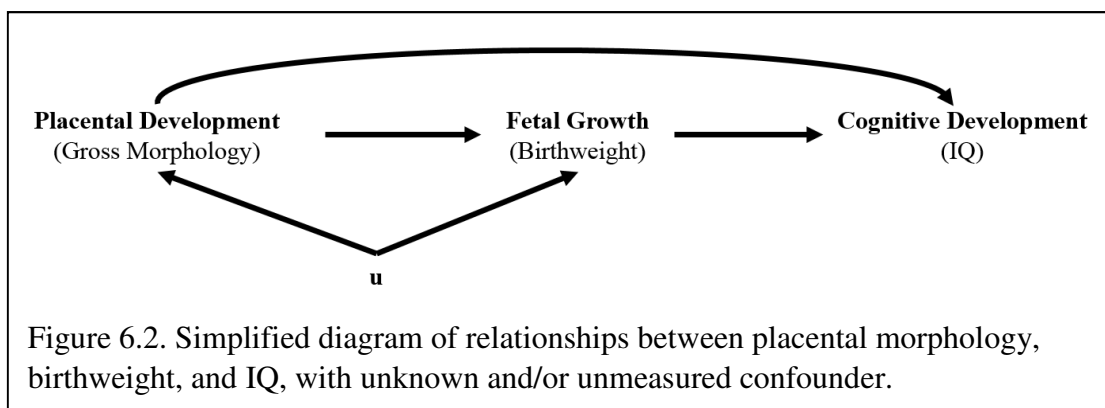 Placental Development
(Gross Morphology)
Fetal Growth
(Birthweight)
Cognitive Development
(IQ)
u
Figure 6.2. Simplified diagram of relationships between placental morphology,
birthweight, and IQ, with unknown and/or unmeasured confounder.